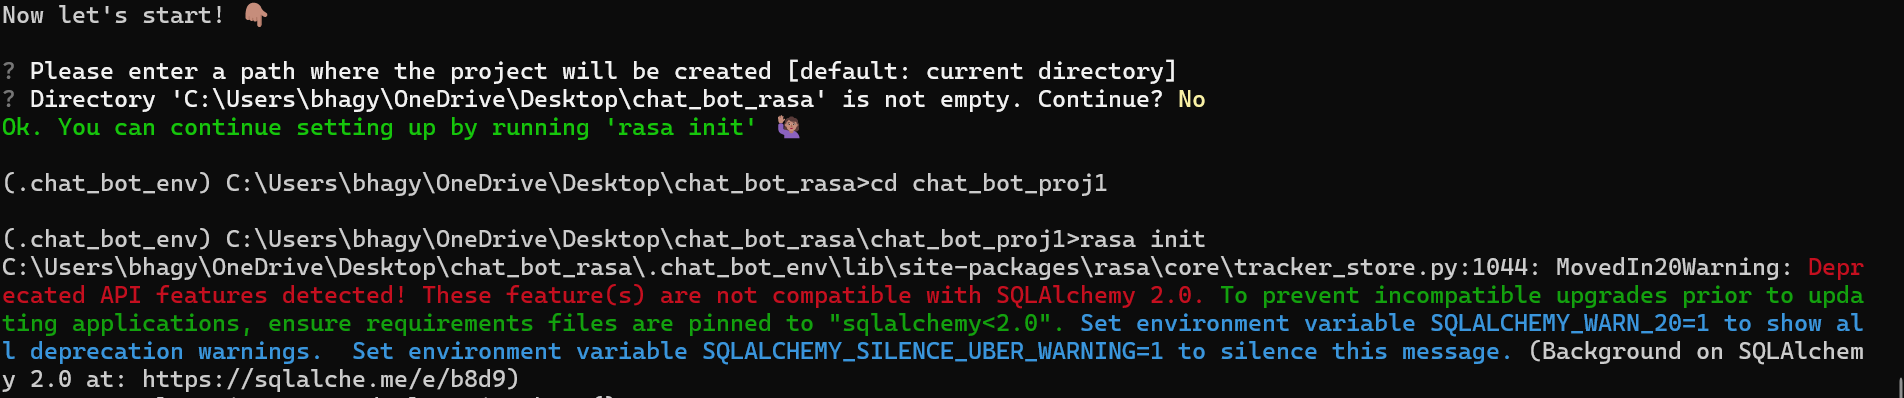 Now let's start! 👇🏽
? Please enter a path where the project will be created [default: current directory]
? Directory 'C:\Users\bhagy\OneDrive\Desktop\chat_bot_rasa' is not empty. Continue? No
Ok. You can continue setting up by running 'rasa init' 🙋🏽‍♀️
(.chat_bot_env) C:\Users\bhagy\OneDrive\Desktop\chat_bot_rasa>cd chat_bot_proj1
(.chat_bot_env) C:\Users\bhagy\OneDrive\Desktop\chat_bot_rasa\chat_bot_proj1>rasa init
C:\Users\bhagy\OneDrive\Desktop\chat_bot_rasa\.chat_bot_env\lib\site-packages\rasa\core\tracker_store.py:1044: MovedIn20Warning: Depr
ecated API features detected! These feature(s) are not compatible with SQLAlchemy 2.0. To prevent incompatible upgrades prior to upda
ting applications, ensure requirements files are pinned to "sqlalchemy<2.0". Set environment variable SQLALCHEMY_WARN_20=1 to show al
l deprecation warnings.  Set environment variable SQLALCHEMY_SILENCE_UBER_WARNING=1 to silence this message. (Background on SQLAlchem
y 2.0 at: https://sqlalche.me/e/b8d9)